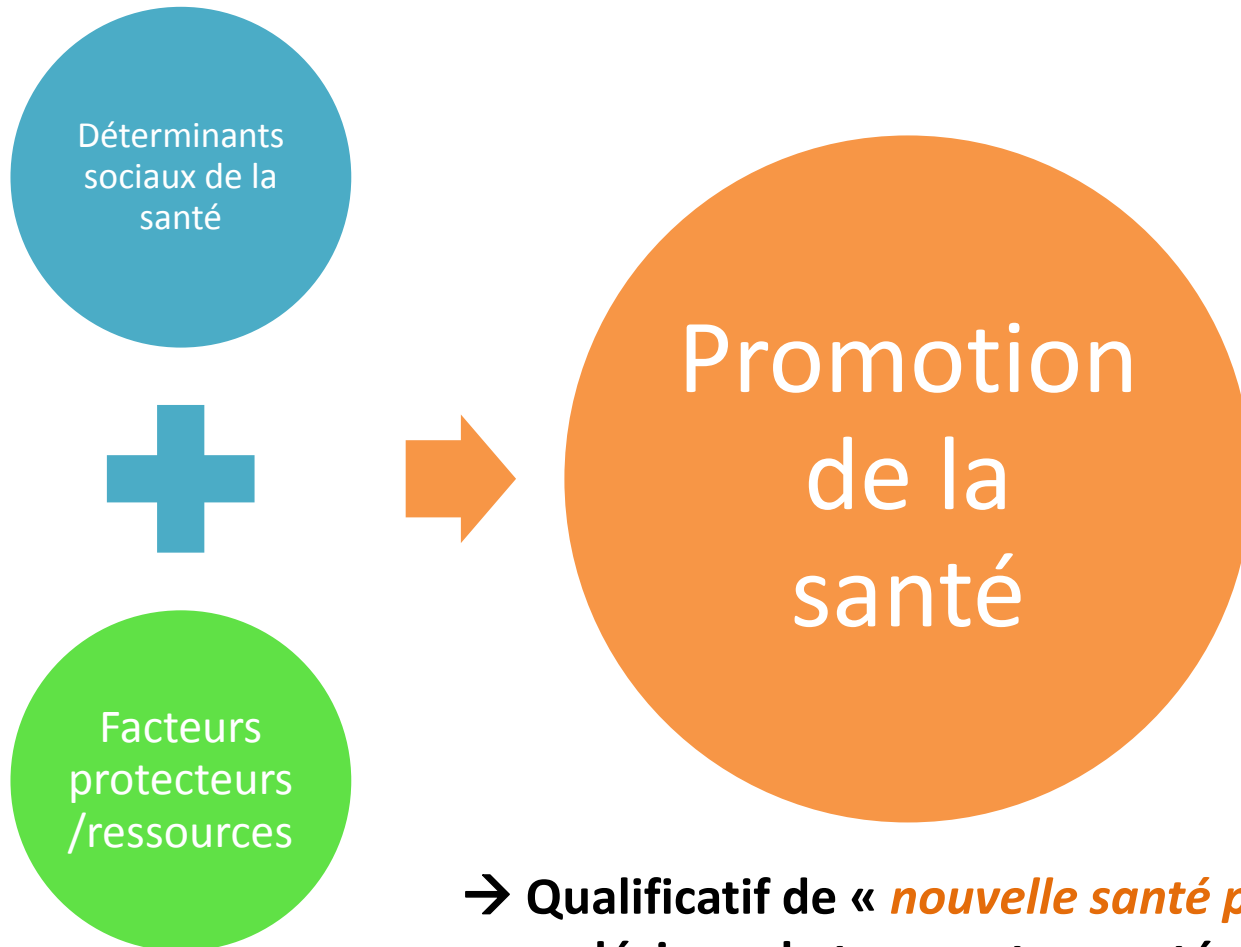 Déterminants
sociaux de la
santé
Facteurs
protecteurs
/ressources
Promotion
de la
santé
→ Qualificatif de « nouvelle santé p